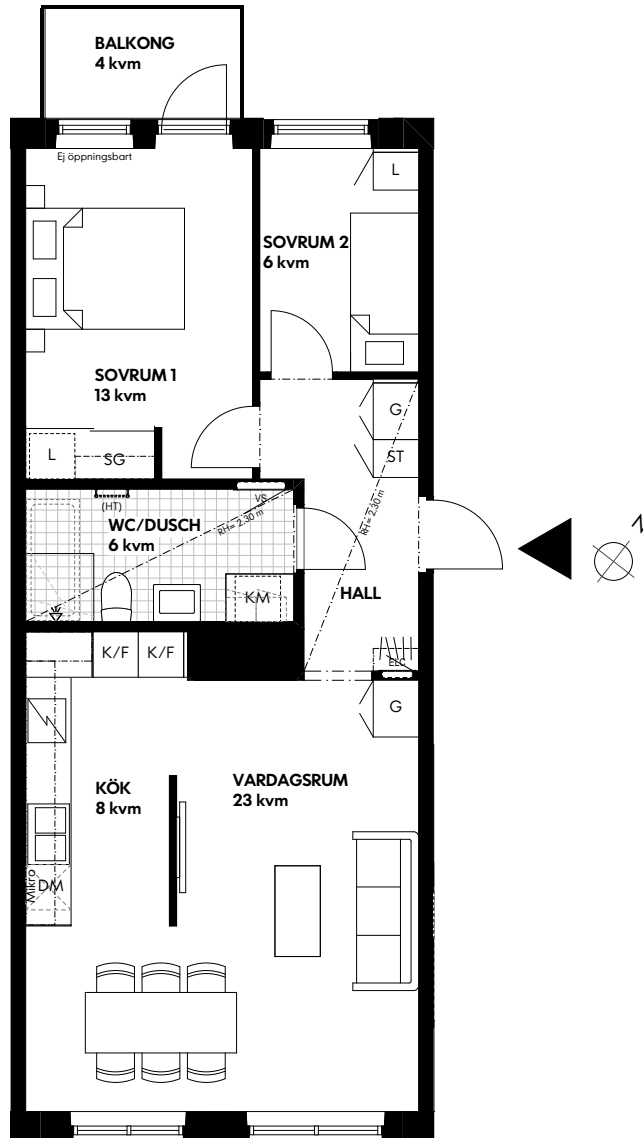 BALKONG
4 kvm
Ej öppningsbart
L
SOVRUM 2
6 kvm
SOVRUM 1
13 kvm
G
L
SG
ST
(HT)
VS
WC/DUSCH
6 kvm
RH= 2.30 m
RH= 2.30 m
N
KM
HALL
K/F
K/F
ELC
G
KÖK
8 kvm
VARDAGSRUM
23 kvm
Mikro
DM